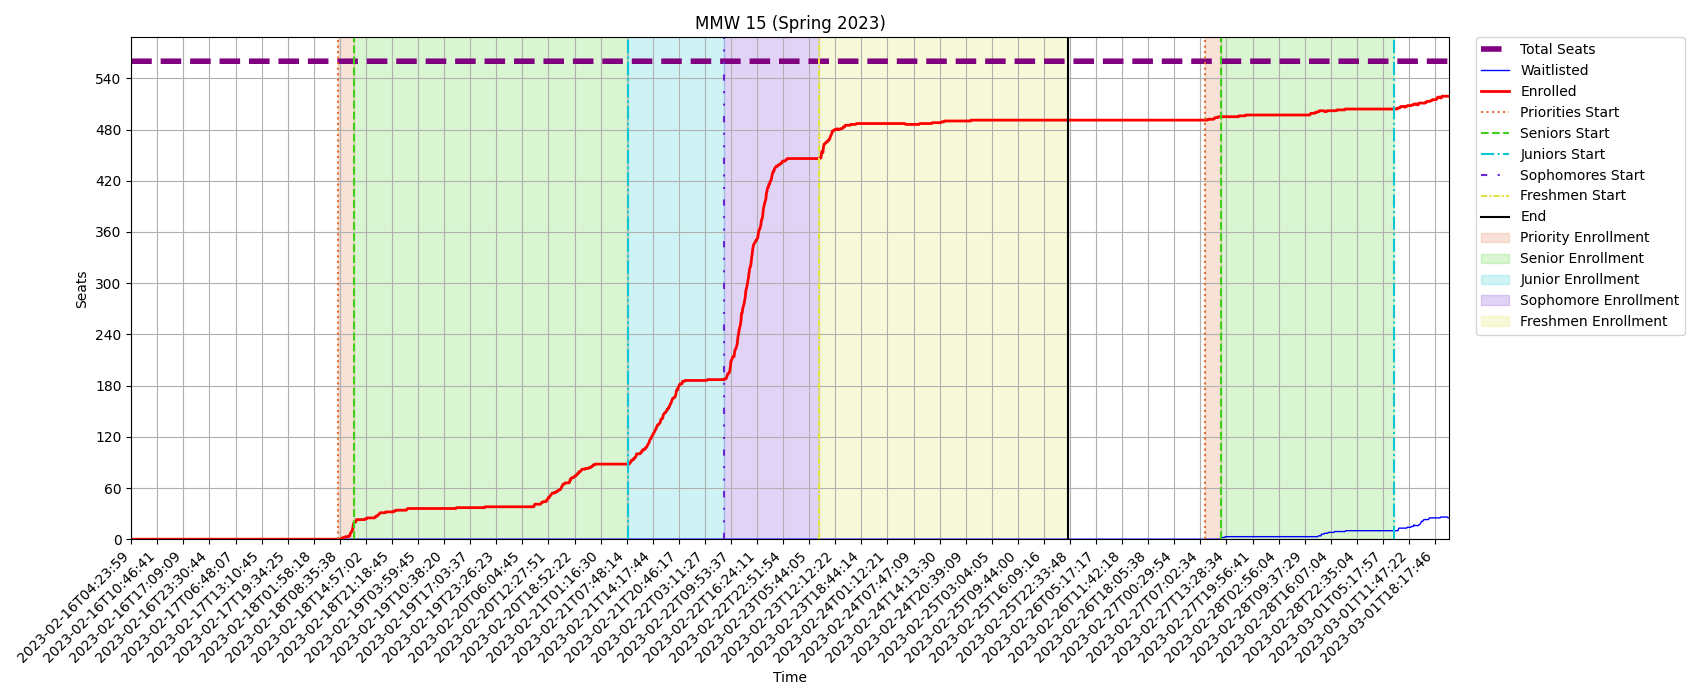 MMW 15 (Spring 2023)
Seats
540
480
420
360
300
240
180
120
60
0
2023-02-16T04:23:59
2023-02-16T10:46:41
2023-02-16T17:09:09
2023-02-16T23:30:44
2023-02-17T06:48:07
2023-02-17T13:10:45
2023-02-17T19:34:25
2023-02-18T01:58:18
2023-02-18T08:35:38
2023-02-18T14:57:02
2023-02-18T21:18:45
2023-02-19T03:59:45
2023-02-19T10:38:20
2023-02-19T17:03:37
2023-02-19T23:26:23
2023-02-20T06:04:45
2023-02-20T12:27:51
2023-02-20T18:52:22
2023-02-21T01:16:30
2023-02-21T07:48:14
2023-02-21T14:17:44
2023-02-21T20:46:17
2023-02-22T03:11:27
2023-02-22T09:53:37
2023-02-22T16:24:11
2023-02-22T22:51:54
2023-02-23T05:44:05
2023-02-23T12:12:22
2023-02-23T18:44:14
2023-02-24T01:12:21
2023-02-24T07:47:09
2023-02-24T14:13:30
2023-02-24T20:39:09
2023-02-25T03:04:05
2023-02-25T09:44:00
2023-02-25T16:09:16
2023-02-25T22:33:48
2023-02-26T05:17:17
2023-02-26T11:42:18
2023-02-26T18:05:38
2023-02-27T00:29:54
2023-02-27T07:02:34
2023-02-27T13:28:34
2023-02-27T19:56:41
2023-02-28T02:56:04
2023-02-28T09:37:29
2023-02-28T16:07:04
2023-02-28T22:35:04
2023-03-01T05:17:57
2023-03-01T11:47:22
2023-03-01T18:17:46
Time
Total Seats
Waitlisted
Enrolled
Priorities Start
Seniors Start
Juniors Start
Sophomores Start
Freshmen Start
End
Priority Enrollment
Senior Enrollment
Junior Enrollment
Sophomore Enrollment
Freshmen Enrollment